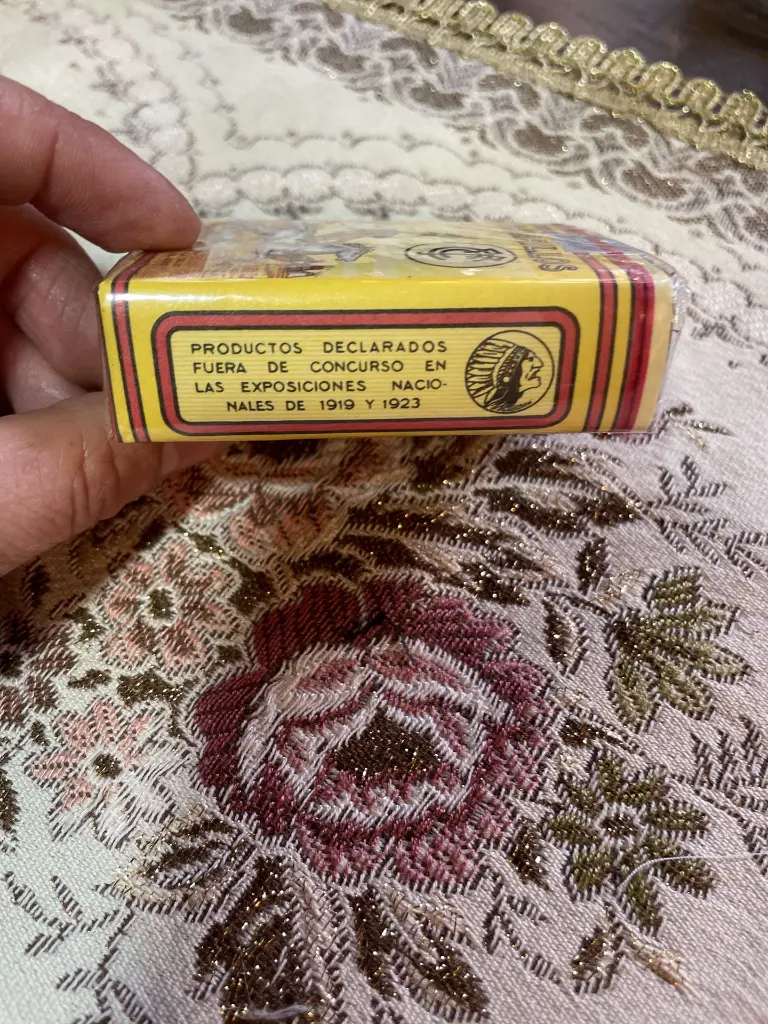 PRODUCTOS DECLARADOS
FUERA DE CONCURSO EN
LAS EXPOSICIONES NACIO-
NALES DE 1919 Y 1923